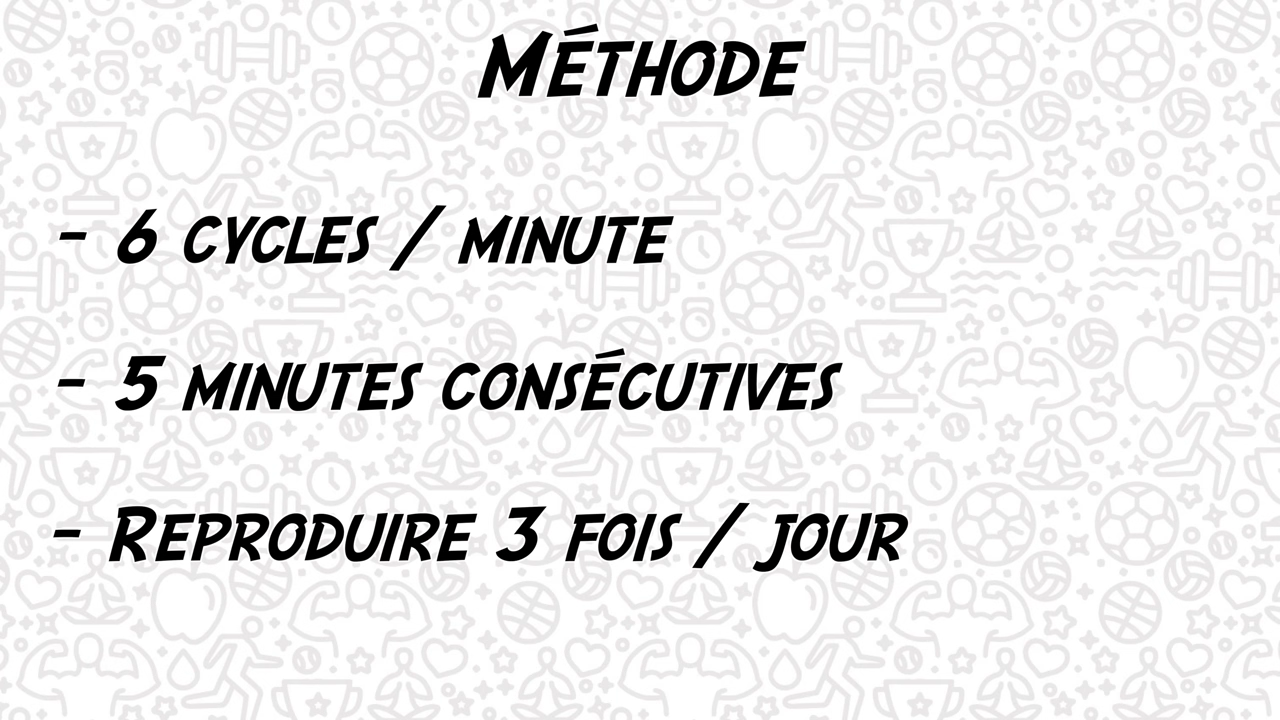 Méthode
- 6 cycles / minute
- 5 minutes consécutives
- Reproduire 3 fois / jour